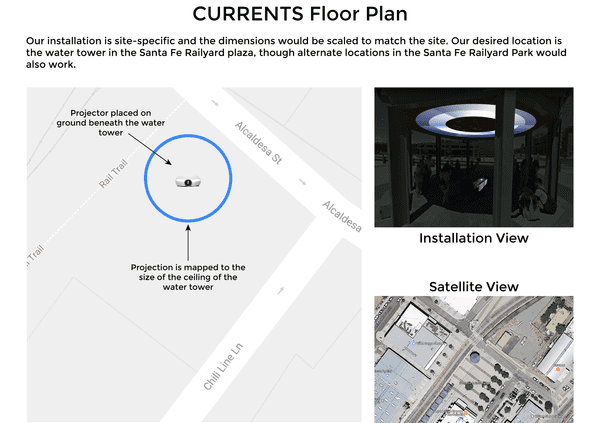 CURRENTS Floor Plan
Our installation is site-specific and the dimensions would be scaled to match the site. Our desired location is
the water tower in the Santa Fe Railyard plaza, though alternate locations in the Santa Fe Railyard Park would
also work.
Projector placed on
ground beneath the water
tower
Alcaldesa St
Rail Trail
Alcaldesa
Trail
Projection is mapped to the
size of the ceiling of the
water tower
Chili Line Ln
Installation View
Satellite View